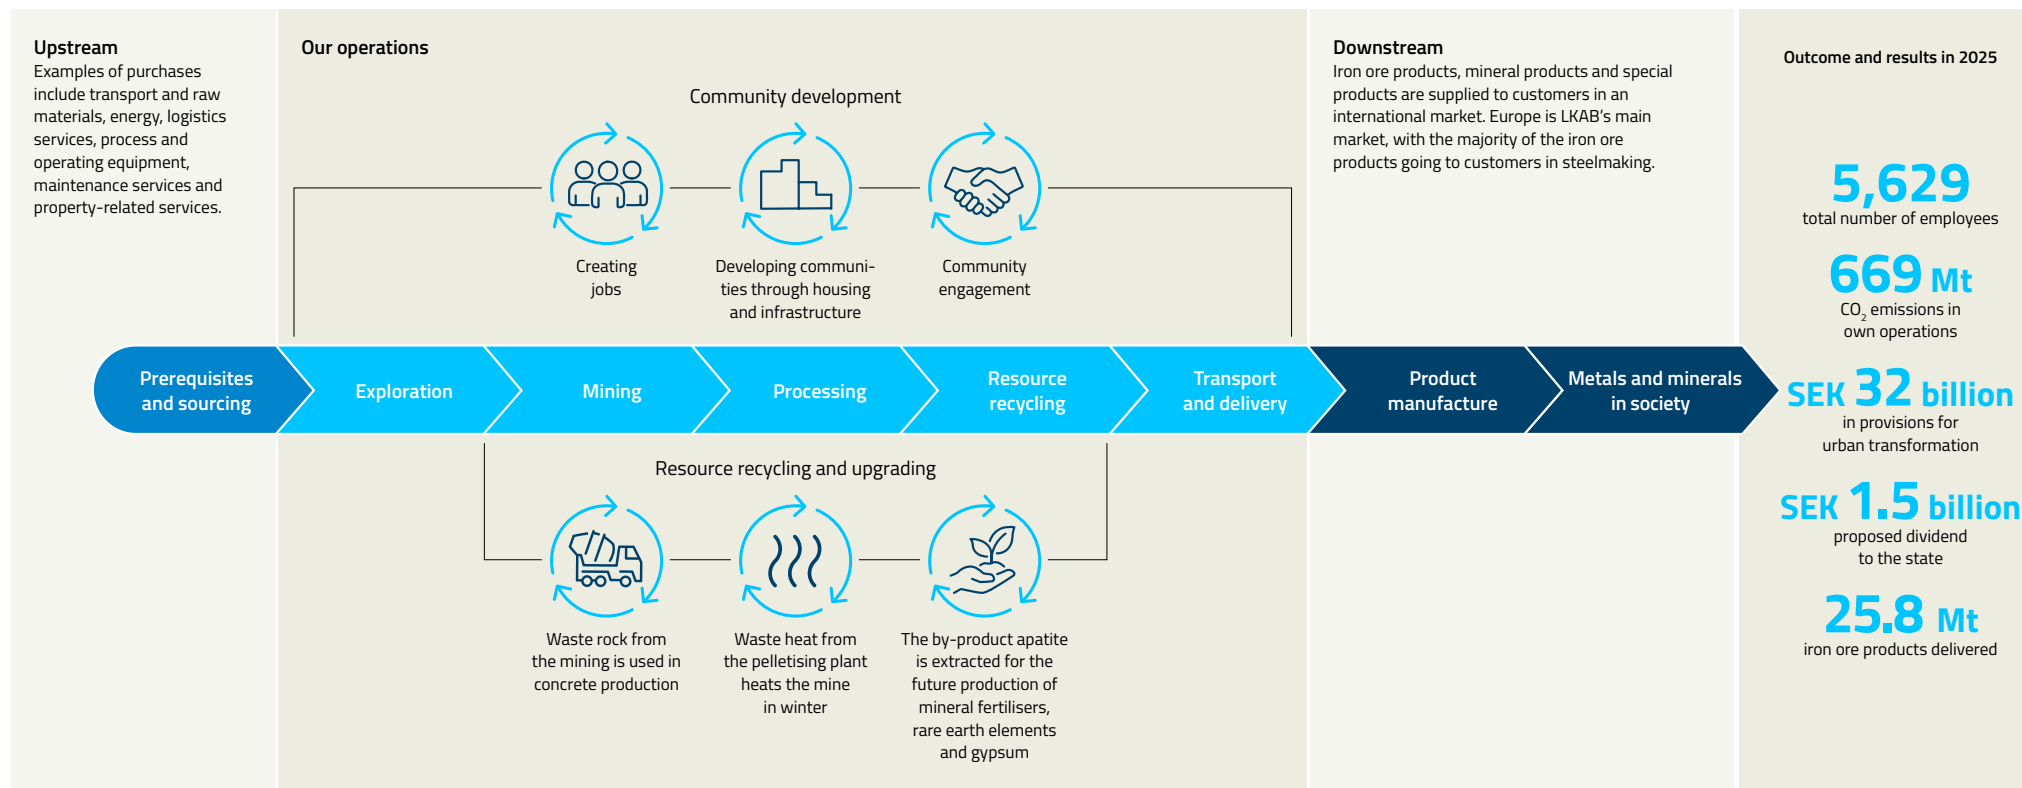 Upstream
Examples of purchases
include transport and raw
materials, energy, logistics
services, process and
operating equipment,
maintenance services and
property-related services.
Our operations
Community development
Creating
jobs
Developing communi-
ties through housing
and infrastructure
Community
engagement
Downstream
Iron ore products, mineral products and special
products are supplied to customers in an
international market. Europe is LKAB’s main
market, with the majority of the iron ore
products going to customers in steelmaking.
Prerequisites
and sourcing
Exploration
Mining
Processing
Resource
recycling
Transport
and delivery
Product
manufacture
Metals and minerals
in society
Resource recycling and upgrading
Waste rock from
the mining is used in
concrete production
Waste heat from
the pelletising plant
heats the mine
in winter
The by-product apatite
is extracted for the
future production of
mineral fertilisers,
rare earth elements
and gypsum
Outcome and results in 2025
5,629
total number of employees
669 Mt
CO2 emissions in
own operations
SEK 32 billion
in provisions for
urban transformation
SEK 1.5 billion
proposed dividend
to the state
25.8 Mt
iron ore products delivered